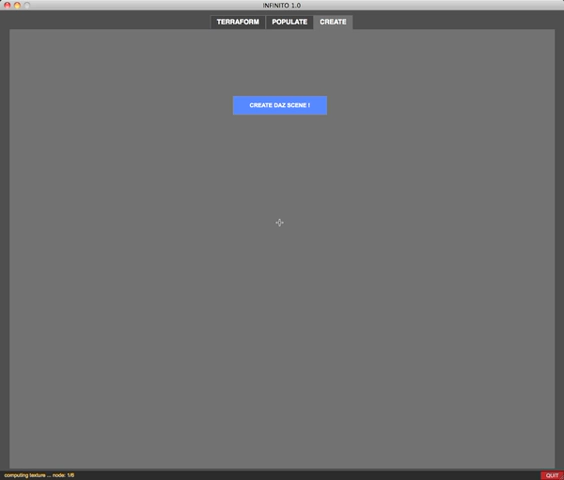 INFINITO 1.0
TERRAFORM POPULATE CREATE
CREATE DAZ SCENE !
computing texture ... node: 1/6
QUIT